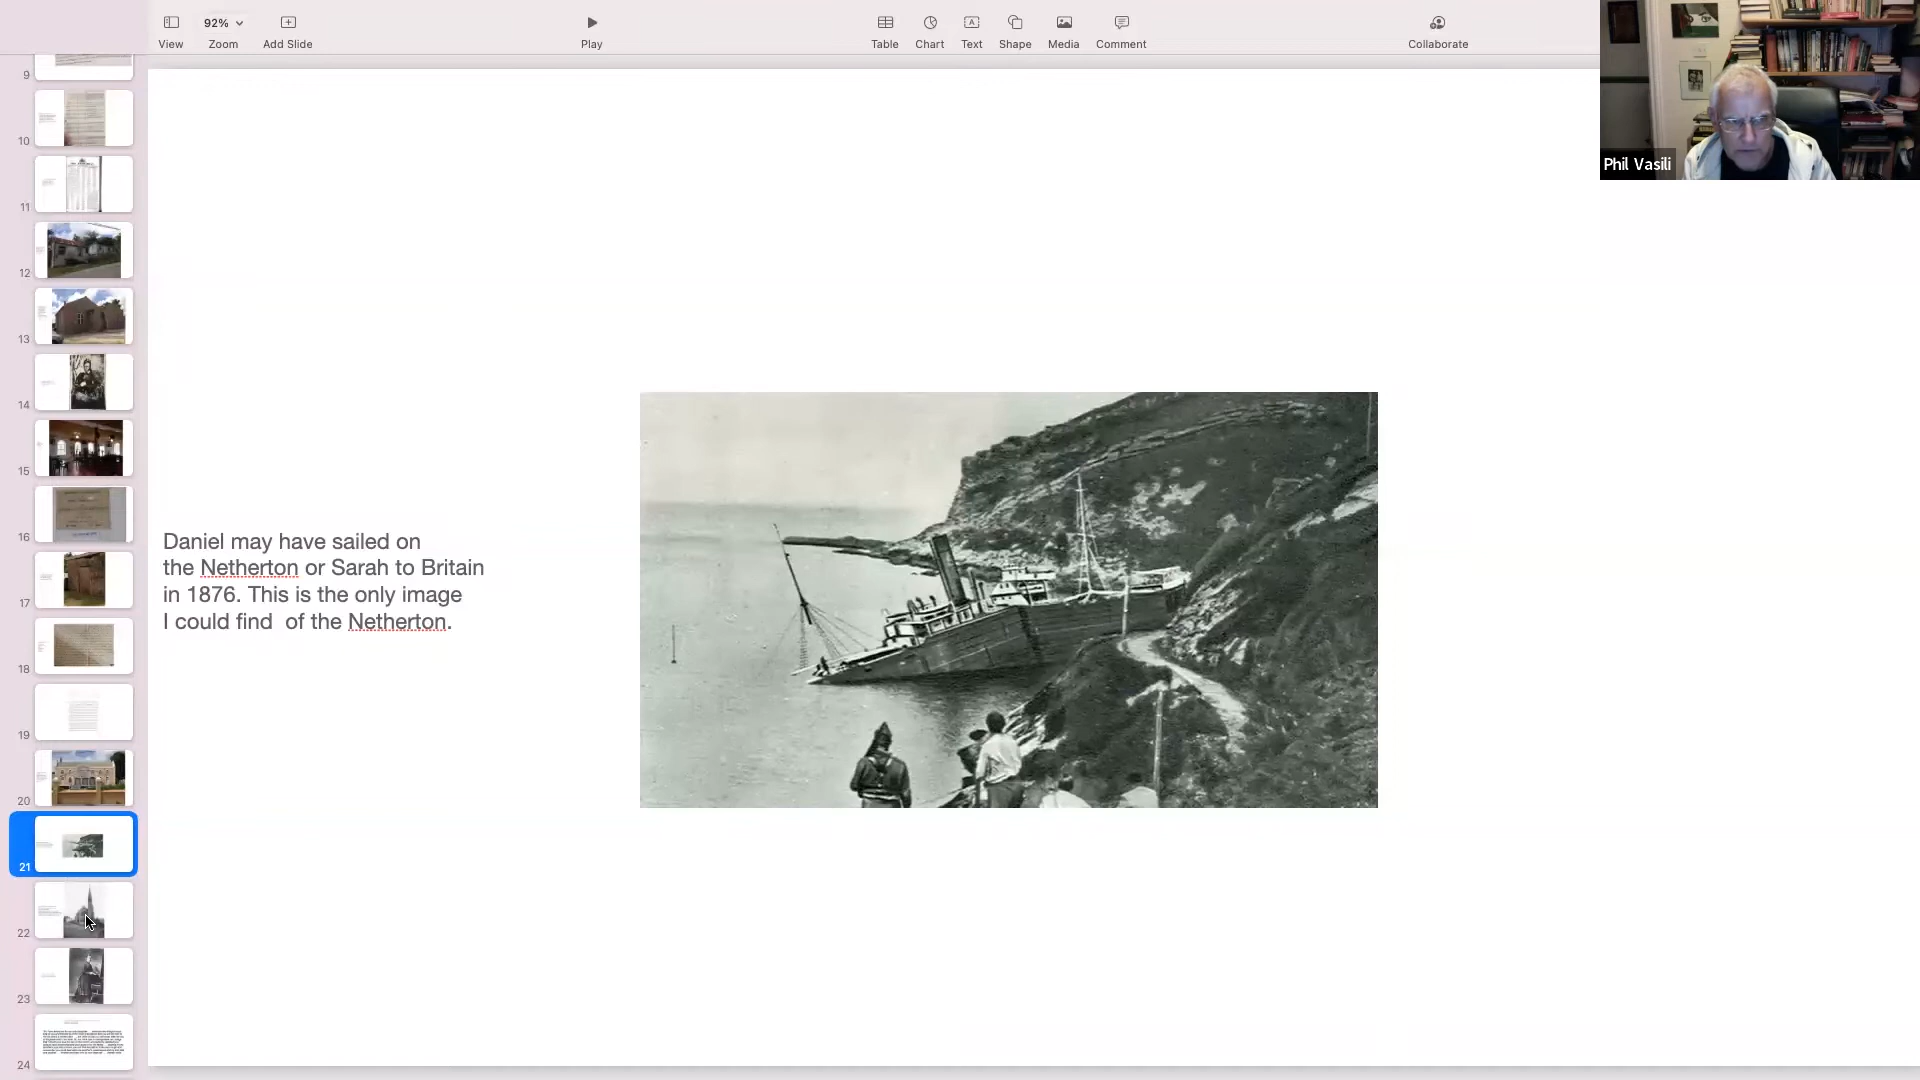 92%
View
Zoom
Add Slide
Play
Table
Chart
Text
Shape
Media
Comment
Collaborate
Phil Vasili
9
10
11
12
13
14
15
16
17
18
19
20
21
22
23
24
Daniel may have sailed on
the Netherton or Sarah to Britain
in 1876. This is the only image
I could find  of the Netherton.